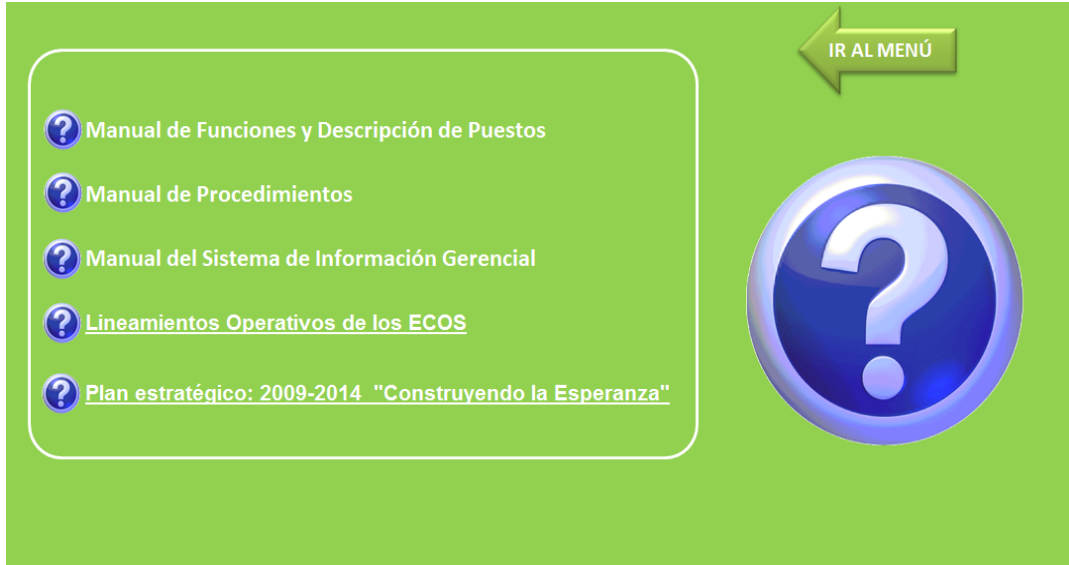 IR AL MENÚ
Manual de Funciones y Descripción de Puestos
Manual de Procedimientos
Manual del Sistema de Información Gerencial
Lineamientos Operativos de los ECOS
Plan estratégico: 2009-2014 "Construyendo la Esperanza"